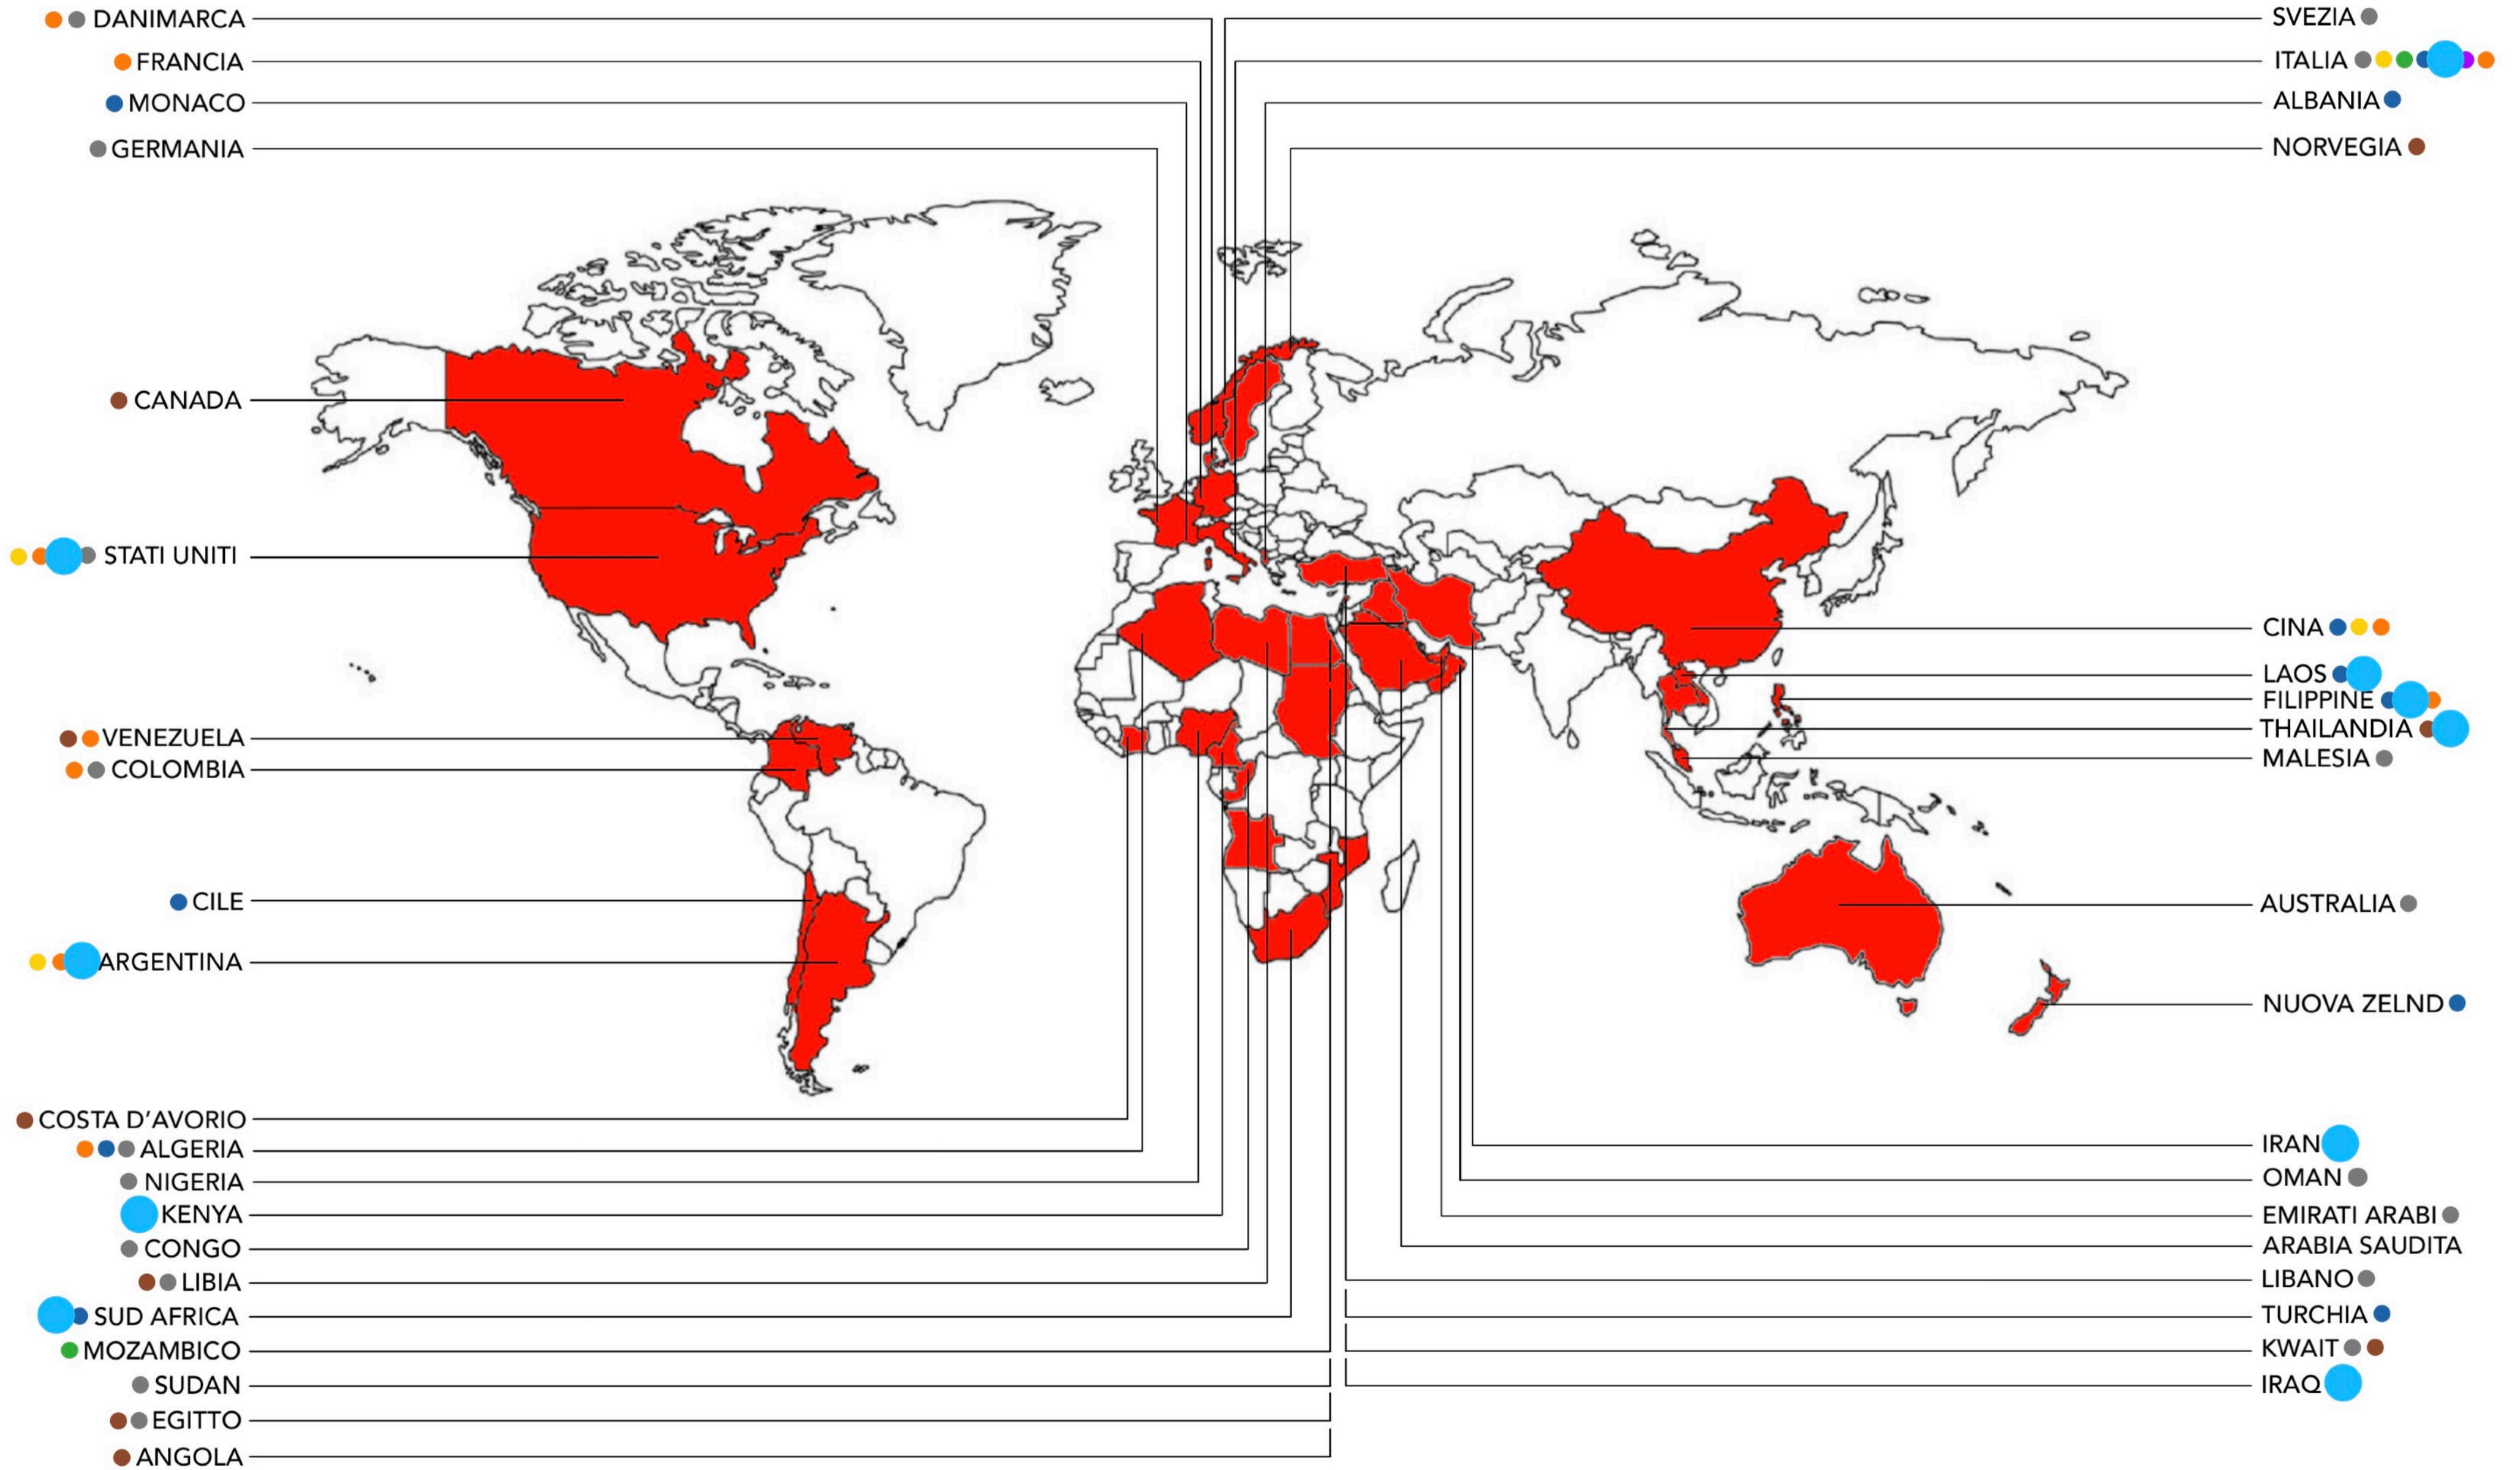 DANIMARCA
FRANCIA
MONACO
GERMANIA
CANADA
STATI UNITI
VENEZUELA
COLOMBIA
CILE
ARGENTINA
COSTA D'AVORIO
ALGERIA
NIGERIA
KENYA
CONGO
LIBIA
SUD AFRICA
MOZAMBICO
SUDAN
EGITTO
ANGOLA
SVEZIA
ITALIA
ALBANIA
NORVEGIA
CINA
LAOS
FILIPPINE
THAILANDIA
MALESIA
AUSTRALIA
NUOVA ZELND
IRAN
OMAN
EMIRATI ARABI
ARABIA SAUDITA
LIBANO
TURCHIA
KWAIT
IRAQ